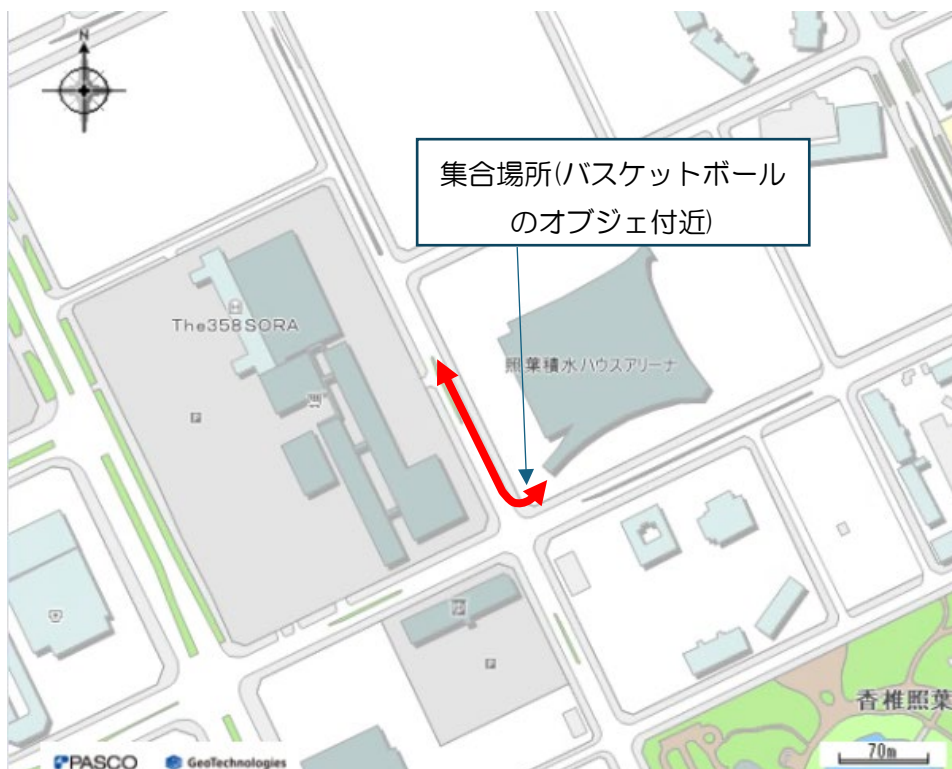 N
集合場所(バスケットボール
のオブジェ付近)
The358SORA
照葉積水ハウスアリーナ
P
P
香椎照葉
PASCO
GeoTechnologies
70m